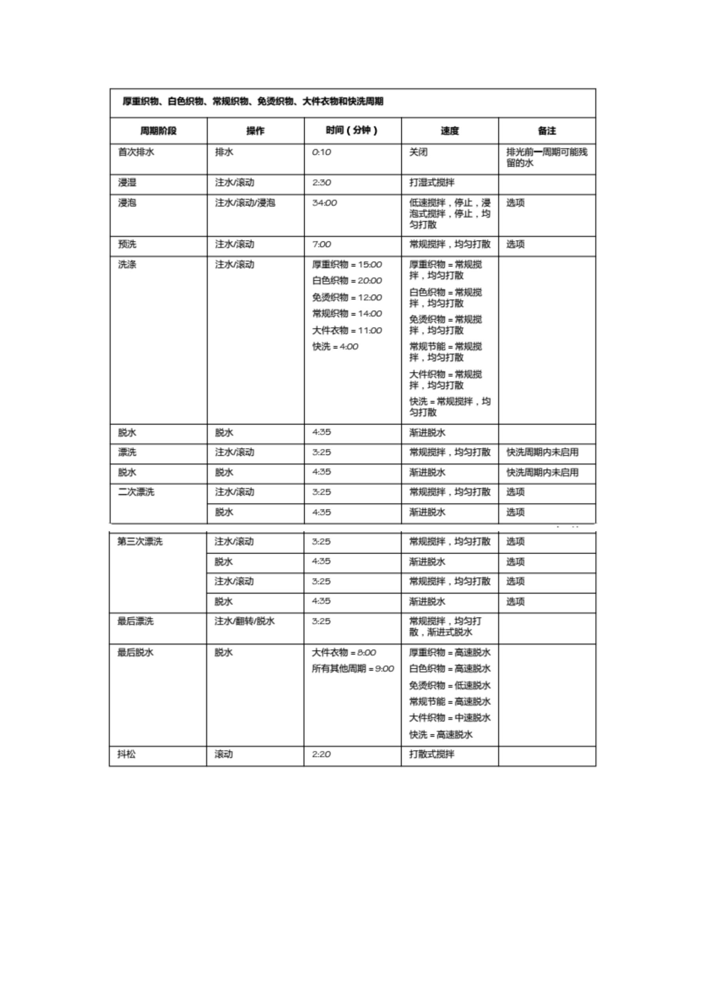 厚重织物、白色织物、常规织物、免烫织物、大件衣物和快洗周期
周期阶段 操作 时间(分钟) 速度 备注
首次排水 排水 0:10 关闭 排光前一周期可能残
留的水
浸湿 注水/滚动 2:30 打湿式搅拌
浸泡 注水/滚动/浸泡 34:00 低速搅拌,停止,浸 选项
泡式搅拌,停止,均
匀打散
预洗 注水/滚动 7:00 常规搅拌,均匀打散 选项
洗涤 注水/滚动 厚重织物 = 15:00 厚重织物 = 常规搅
拌,均匀打散
白色织物 = 20:00 白色织物 = 常规搅
拌,均匀打散
免烫织物 = 12:00 免烫织物 = 常规搅
拌,均匀打散
常规织物 = 14:00 常规节能 = 常规搅
拌,均匀打散
大件衣物 = 11:00 大件织物 = 常规搅
拌,均匀打散
快洗 = 4:00 快洗 = 常规搅拌,均
匀打散
脱水 脱水 4:35 渐进脱水
漂洗 注水/滚动 3:25 常规搅拌,均匀打散 快洗周期内未启用
脱水 脱水 4:35 渐进脱水 快洗周期内未启用
二次漂洗 注水/滚动 3:25 常规搅拌,均匀打散 选项
脱水 4:35 渐进脱水 选项
第三次漂洗 注水/滚动 3:25 常规搅拌,均匀打散 选项
脱水 4:35 渐进脱水 选项
注水/滚动 3:25 常规搅拌,均匀打散 选项
脱水 4:35 渐进脱水 选项
最后漂洗 注水/翻转/脱水 3:25 常规搅拌,均匀打
散,渐进式脱水
最后脱水 脱水 大件衣物 = 8:00 厚重织物 = 高速脱水
所有其他周期 = 9:00 白色织物 = 高速脱水
免烫织物 = 低速脱水
常规节能 = 高速脱水
大件织物 = 中速脱水
快洗 = 高速脱水
抖松 滚动 2:20 打散式搅拌